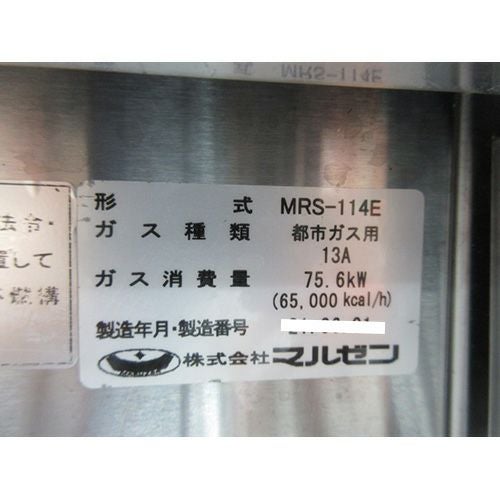 MRS-114E
法令・
置して
機構
形 式 MRS-114E
ガス種類 都市ガス用
13A
ガス消費量 75.6kW
(65,000 kcal/h)
製造年月・製造番号
株式会社 マルゼン